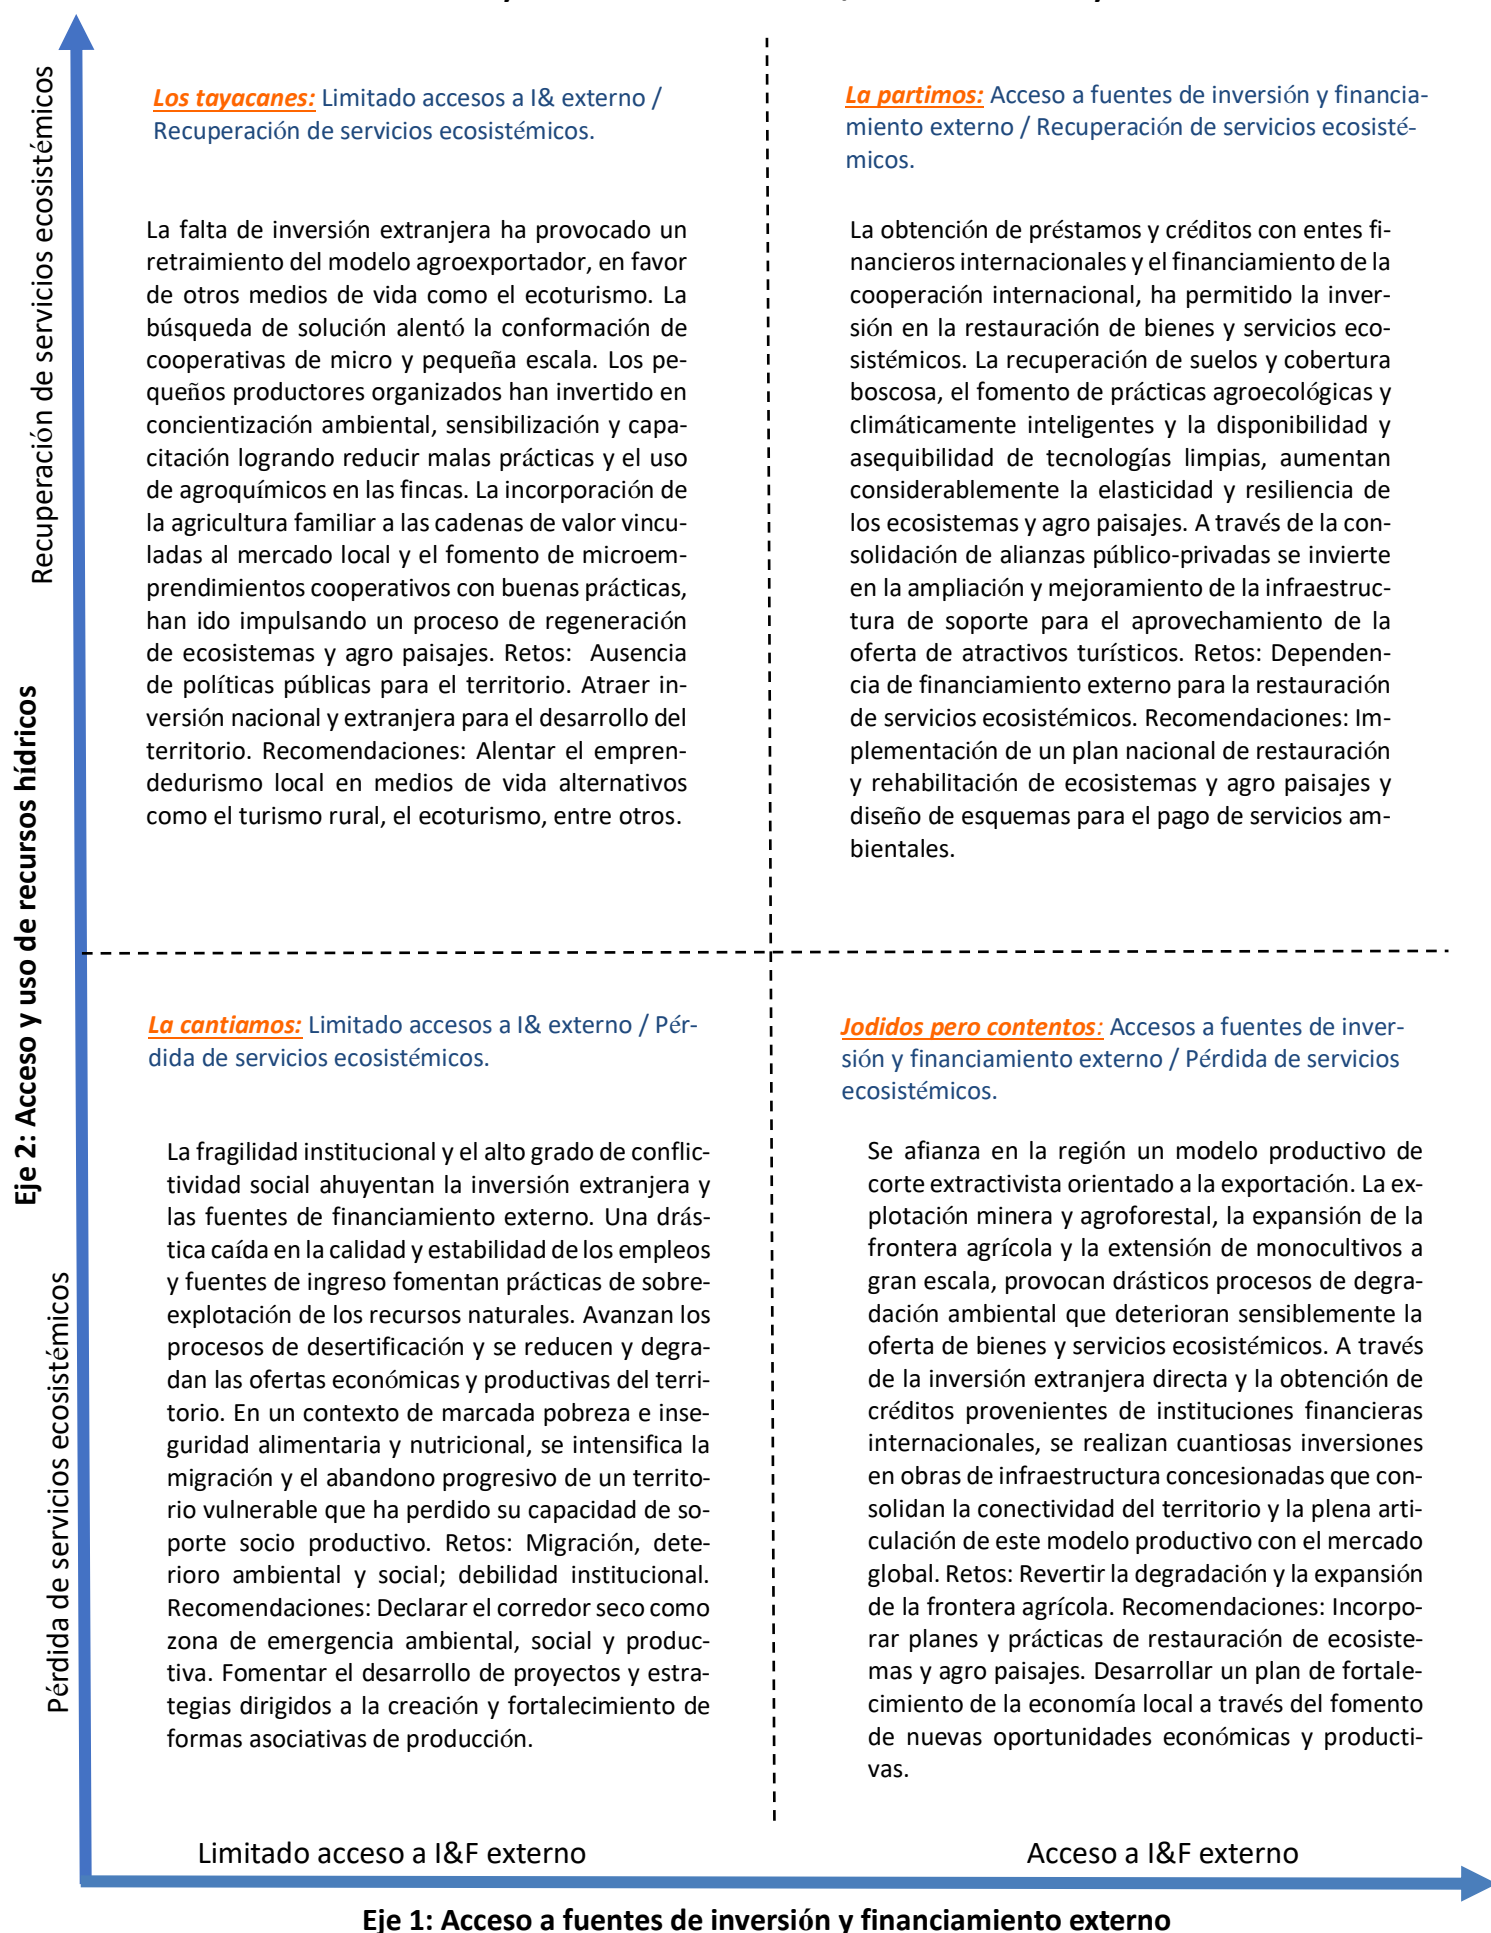 Recuperación de servicios ecosistémicos
Eje 2: Acceso y uso de recursos hídricos
Pérdida de servicios ecosistémicos
Los tayacanes: Limitado accesos a I& externo /
Recuperación de servicios ecosistémicos.
La falta de inversión extranjera ha provocado un
retraimiento del modelo agroexportador, en favor
de otros medios de vida como el ecoturismo. La
búsqueda de solución alentó la conformación de
cooperativas de micro y pequeña escala. Los pe-
queños productores organizados han invertido en
concientización ambiental, sensibilización y capa-
citación logrando reducir malas prácticas y el uso
de agroquímicos en las fincas. La incorporación de
la agricultura familiar a las cadenas de valor vincu-
ladas al mercado local y el fomento de microem-
prendimientos cooperativos con buenas prácticas,
han ido impulsando un proceso de regeneración
de ecosistemas y agro paisajes. Retos: Ausencia
de políticas públicas para el territorio. Atraer in-
versión nacional y extranjera para el desarrollo del
territorio. Recomendaciones: Alentar el empren-
dedurismo local en medios de vida alternativos
como el turismo rural, el ecoturismo, entre otros.
La partimos: Acceso a fuentes de inversión y financia-
miento externo / Recuperación de servicios ecosisté-
micos.
La obtención de préstamos y créditos con entes fi-
nancieros internacionales y el financiamiento de la
cooperación internacional, ha permitido la inver-
sión en la restauración de bienes y servicios eco-
sistémicos. La recuperación de suelos y cobertura
boscosa, el fomento de prácticas agroecológicas y
climáticamente inteligentes y la disponibilidad y
asequibilidad de tecnologías limpias, aumentan
considerablemente la elasticidad y resiliencia de
los ecosistemas y agro paisajes. A través de la con-
solidación de alianzas público-privadas se invierte
en la ampliación y mejoramiento de la infraestruc-
tura de soporte para el aprovechamiento de la
oferta de atractivos turísticos. Retos: Dependen-
cia de financiamiento externo para la restauración
de servicios ecosistémicos. Recomendaciones: Im-
plementación de un plan nacional de restauración
y rehabilitación de ecosistemas y agro paisajes y
diseño de esquemas para el pago de servicios am-
bientales.
La cantiamos: Limitado accesos a I& externo / Pér-
dida de servicios ecosistémicos.
La fragilidad institucional y el alto grado de conflic-
tividad social ahuyentan la inversión extranjera y
las fuentes de financiamiento externo. Una drás-
tica caída en la calidad y estabilidad de los empleos
y fuentes de ingreso fomentan prácticas de sobre-
explotación de los recursos naturales. Avanzan los
procesos de desertificación y se reducen y degra-
dan las ofertas económicas y productivas del terri-
torio. En un contexto de marcada pobreza e inse-
guridad alimentaria y nutricional, se intensifica la
migración y el abandono progresivo de un territo-
rio vulnerable que ha perdido su capacidad de so-
porte socio productivo. Retos: Migración, dete-
rioro ambiental y social; debilidad institucional.
Recomendaciones: Declarar el corredor seco como
zona de emergencia ambiental, social y produc-
tiva. Fomentar el desarrollo de proyectos y estra-
tegias dirigidos a la creación y fortalecimiento de
formas asociativas de producción.
Jodidos pero contentos: Accesos a fuentes de inver-
sión y financiamiento externo / Pérdida de servicios
ecosistémicos.
Se afianza en la región un modelo productivo de
corte extractivista orientado a la exportación. La ex-
plotación minera y agroforestal, la expansión de la
frontera agrícola y la extensión de monocultivos a
gran escala, provocan drásticos procesos de degra-
dación ambiental que deterioran sensiblemente la
oferta de bienes y servicios ecosistémicos. A través
de la inversión extranjera directa y la obtención de
créditos provenientes de instituciones financieras
internacionales, se realizan cuantiosas inversiones
en obras de infraestructura concesionadas que con-
solidan la conectividad del territorio y la plena arti-
culación de este modelo productivo con el mercado
global. Retos: Revertir la degradación y la expansión
de la frontera agrícola. Recomendaciones: Incorpo-
rar planes y prácticas de restauración de ecosiste-
mas y agro paisajes. Desarrollar un plan de fortale-
cimiento de la economía local a través del fomento
de nuevas oportunidades económicas y producti-
vas.
Limitado acceso a I&F externo
Acceso a I&F externo
Eje 1: Acceso a fuentes de inversión y financiamiento externo